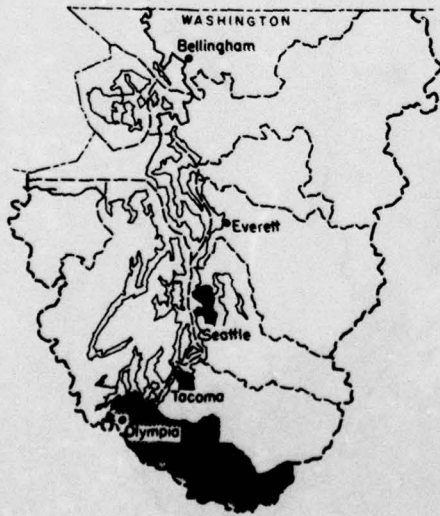 WASHINGTON
Bellingham
Everett
Seattle
Tacoma
Olympia